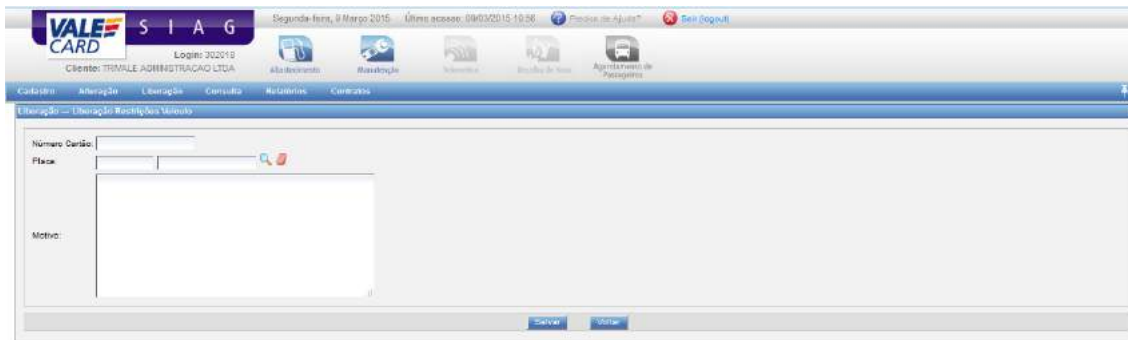 VALE CARD
S I A G
Segunda-feira, 9 Março 2015
Último acesso: 09/03/2015 10:56
Precisa de Ajuda?
Sair (logout)
Login: 302018
Cliente: TRIVALE ADMINISTRACAO LTDA
Abastecimento
Manutenção
Agendamento de Passageiros
Cadastro Alteração Liberação Consulta Relatórios Contratos
Liberação -- Liberação Restrições Veículo
Número Cartão:
Placa:
Motivo:
Salvar Voltar